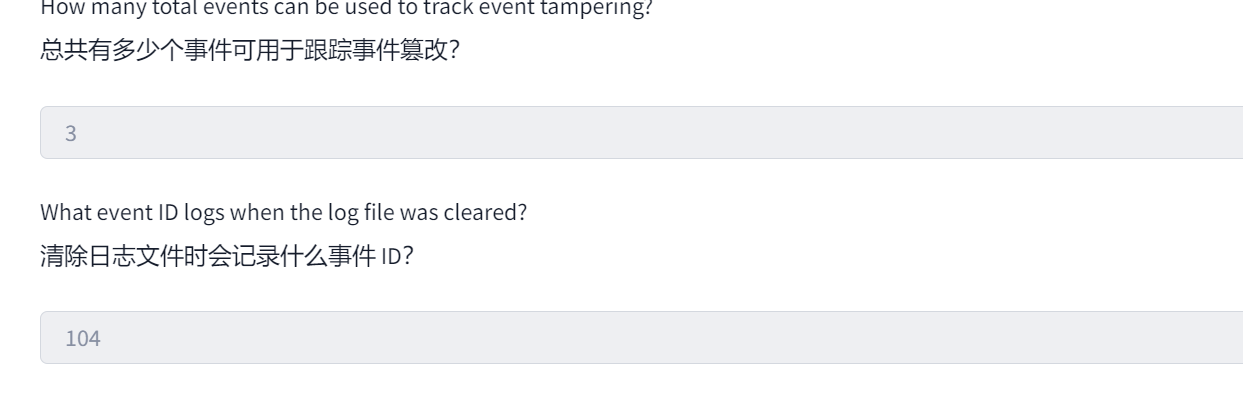 How many total events can be used to track event tampering?
总共有多少个事件可用于跟踪事件篡改？
3
What event ID logs when the log file was cleared?
清除日志文件时会记录什么事件 ID？
104